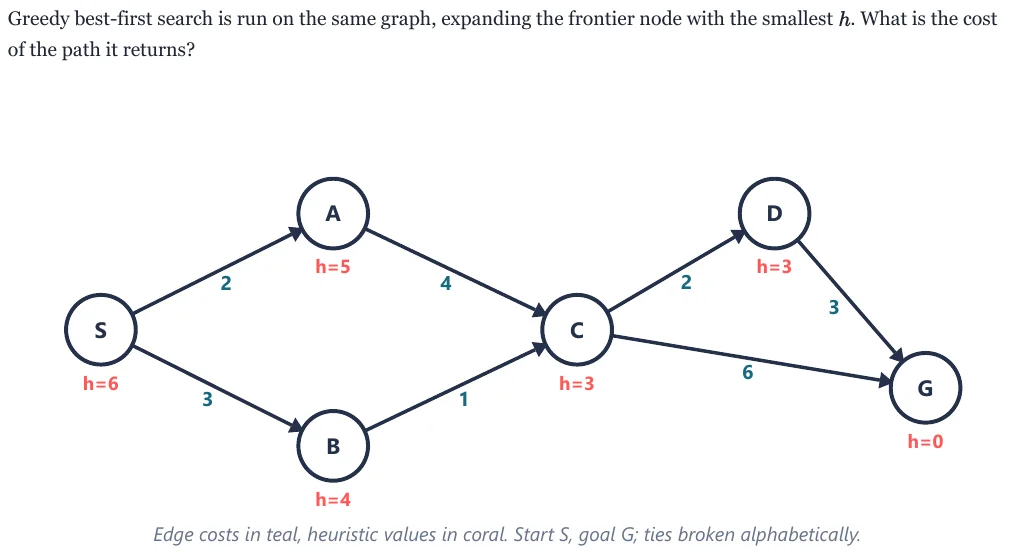 Greedy best-first search is run on the same graph, expanding the frontier node with the smallest h. What is the cost
of the path it returns?
A
D
h=5
h=3
2
4
2
3
S
C
h=6
h=3
3
1
6
G
B
h=0
h=4
Edge costs in teal, heuristic values in coral. Start S, goal G; ties broken alphabetically.